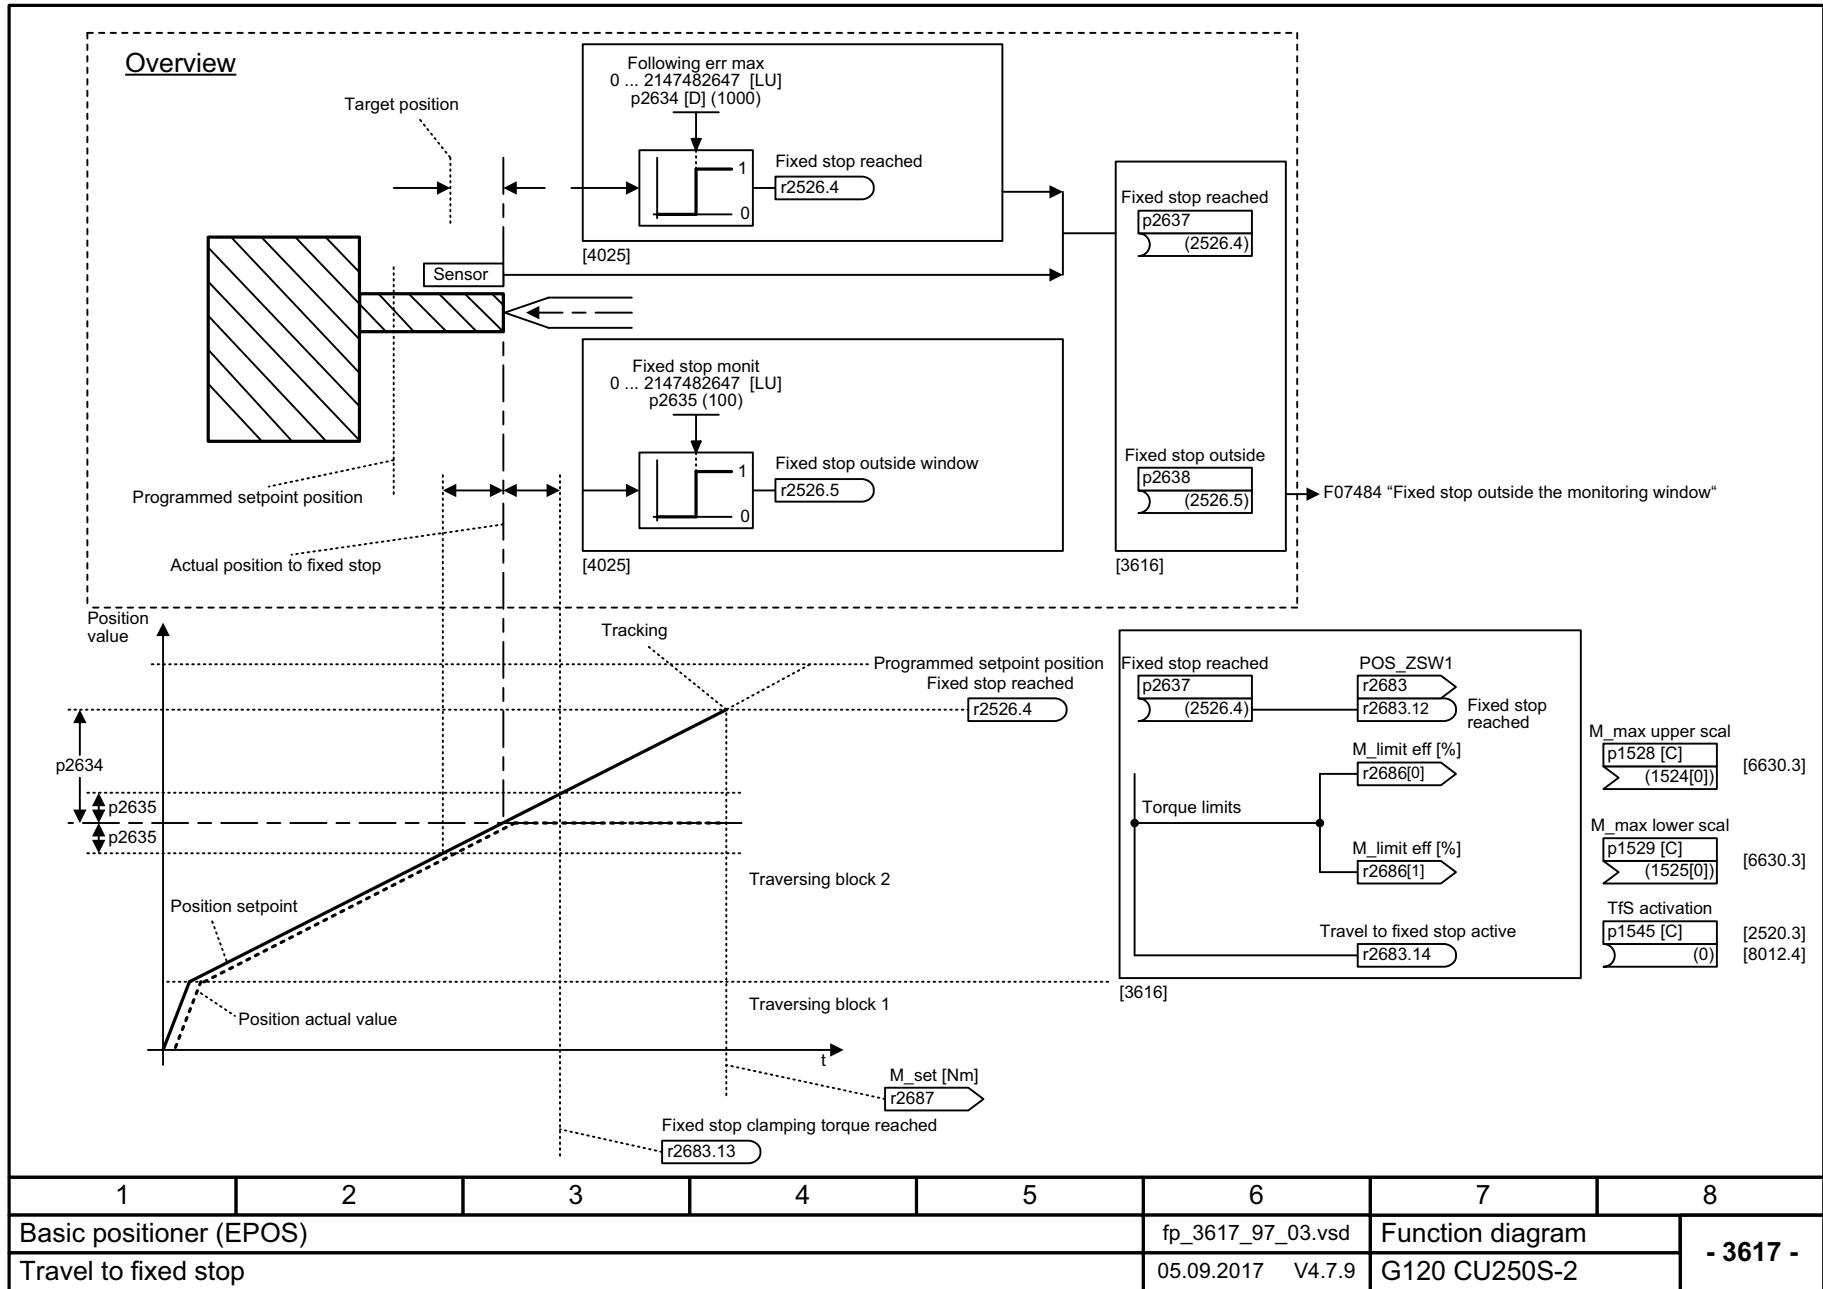 Overview
Target position
Following err max
0 ... 2147482647 [LU]
p2634 [D] (1000)
1
0
Fixed stop reached
r2526.4
[4025]
Sensor
Fixed stop reached
p2637
(2526.4)
Fixed stop monit
0 ... 2147482647 [LU]
p2635 (100)
1
0
Fixed stop outside window
r2526.5
[4025]
Fixed stop outside
p2638
(2526.5)
[3616]
F07484 “Fixed stop outside the monitoring window“
Programmed setpoint position
Actual position to fixed stop
Position
value
Tracking
Programmed setpoint position
Fixed stop reached
r2526.4
p2634
p2635
p2635
Traversing block 2
Position setpoint
Traversing block 1
Position actual value
t
M_set [Nm]
r2687
Fixed stop clamping torque reached
r2683.13
Fixed stop reached
p2637
(2526.4)
POS_ZSW1
r2683
r2683.12
Fixed stop
reached
M_limit eff [%]
r2686[0]
Torque limits
M_limit eff [%]
r2686[1]
Travel to fixed stop active
r2683.14
[3616]
M_max upper scal
p1528 [C]
(1524[0])
[6630.3]
M_max lower scal
p1529 [C]
(1525[0])
[6630.3]
TfS activation
p1545 [C]
(0)
[2520.3]
[8012.4]
1 2 3 4 5 6 7 8
Basic positioner (EPOS)
fp_3617_97_03.vsd
Function diagram
- 3617 -
Travel to fixed stop
05.09.2017 V4.7.9
G120 CU250S-2